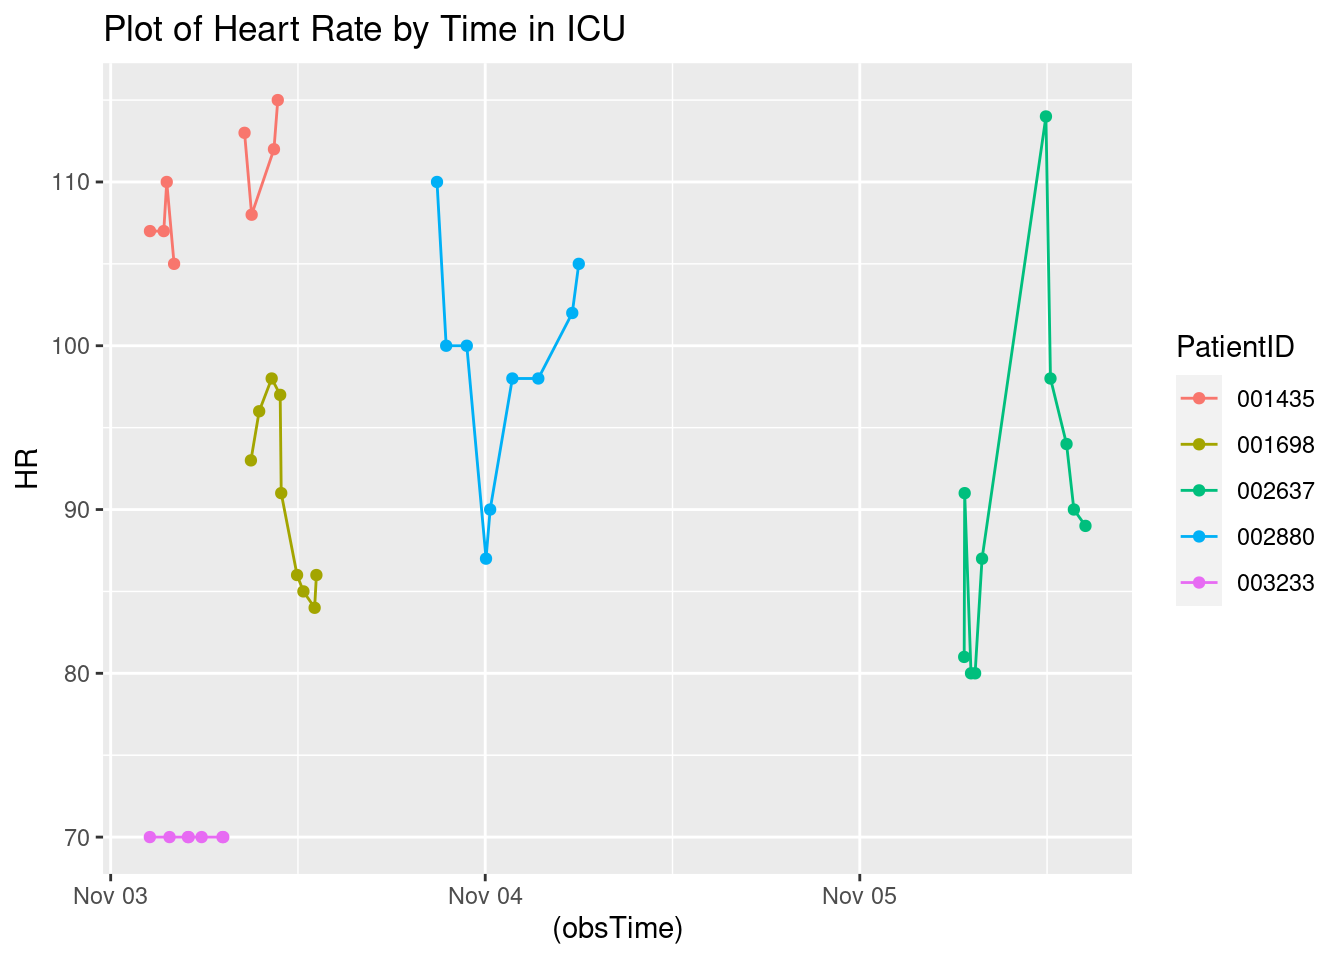 Plot of Heart Rate by Time in ICU
110
100
90
80
70
HR
Nov 03
Nov 04
Nov 05
(obsTime)
PatientID
001435
001698
002637
002880
003233